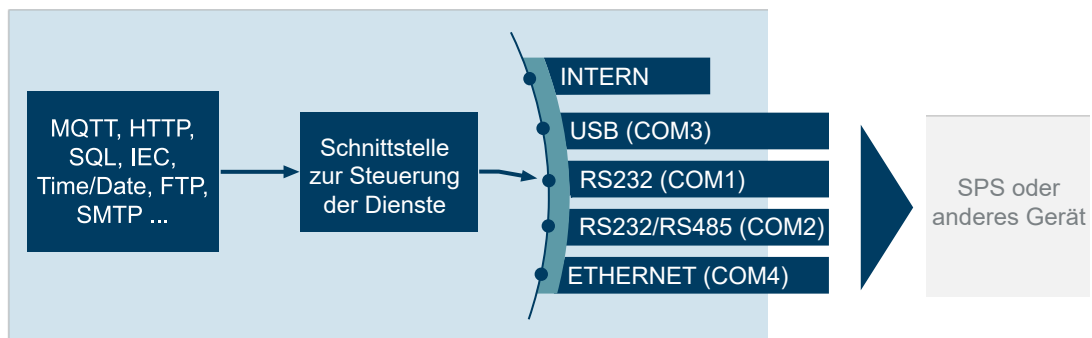 MQTT, HTTP,
SQL, IEC,
Time/Date, FTP,
SMTP ...
Schnittstelle
zur Steuerung
der Dienste
INTERN
USB (COM3)
RS232 (COM1)
RS232/RS485 (COM2)
ETHERNET (COM4)
SPS oder
anderes Gerät